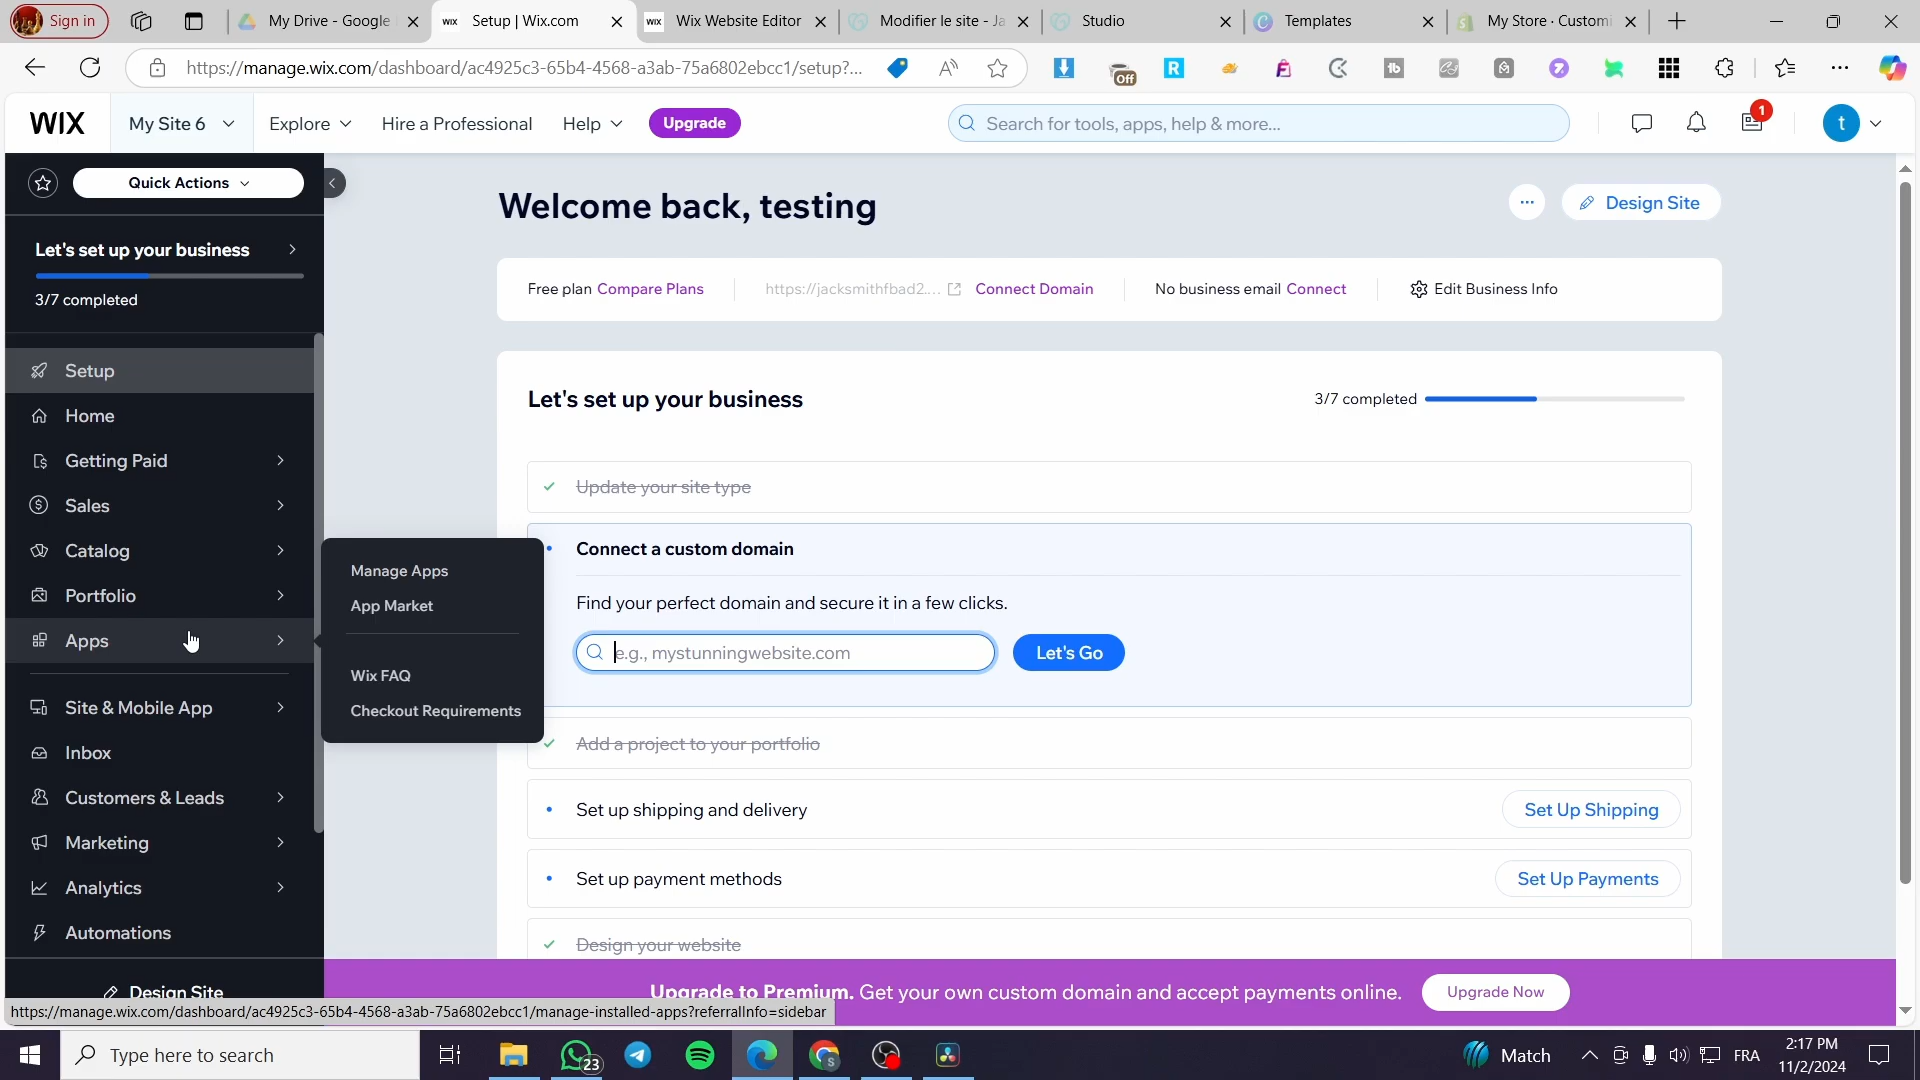 Sign in
My Drive - Google
Setup | Wix.com
Wix Website Editor
Modifier le site - Ja
Studio
Templates
My Store · Customi
https://manage.wix.com/dashboard/ac4925c3-65b4-4568-a3ab-75a6802ebcc1/setup?...
Off
WIX
My Site 6
Explore
Hire a Professional
Help
Upgrade
Search for tools, apps, help & more...
1
t
Quick Actions
Let's set up your business
3/7 completed
Setup
Home
Getting Paid
Sales
Catalog
Portfolio
Apps
Site & Mobile App
Inbox
Customers & Leads
Marketing
Analytics
Automations
Design Site
Manage Apps
App Market
Wix FAQ
Checkout Requirements
Welcome back, testing
Design Site
Free plan Compare Plans
https://jacksmithfbad2.... Connect Domain
No business email Connect
Edit Business Info
Let's set up your business
3/7 completed
Update your site type
Connect a custom domain
Find your perfect domain and secure it in a few clicks.
e.g., mystunningwebsite.com
Let's Go
Add a project to your portfolio
Set up shipping and delivery
Set Up Shipping
Set up payment methods
Set Up Payments
Design your website
Upgrade to Premium. Get your own custom domain and accept payments online.
Upgrade Now
https://manage.wix.com/dashboard/ac4925c3-65b4-4568-a3ab-75a6802ebcc1/manage-installed-apps?referralInfo=sidebar
Type here to search
23
Match
FRA
2:17 PM
11/2/2024